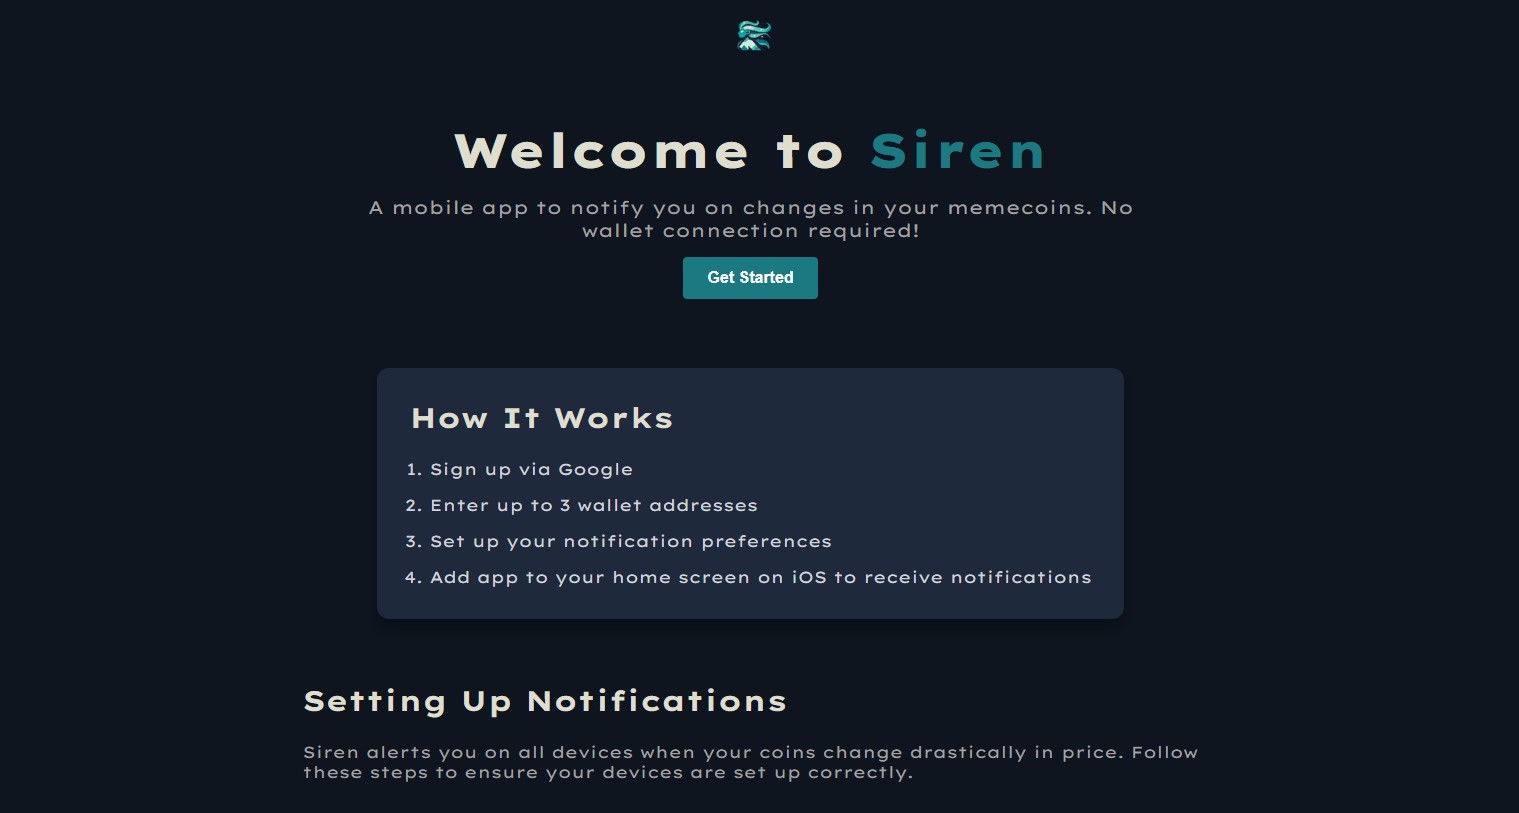 Welcome to Siren
A mobile app to notify you on changes in your memecoins. No
wallet connection required!
Get Started
How It Works
1. Sign up via Google
2. Enter up to 3 wallet addresses
3. Set up your notification preferences
4. Add app to your home screen on iOS to receive notifications
Setting Up Notifications
Siren alerts you on all devices when your coins change drastically in price. Follow
these steps to ensure your devices are set up correctly.